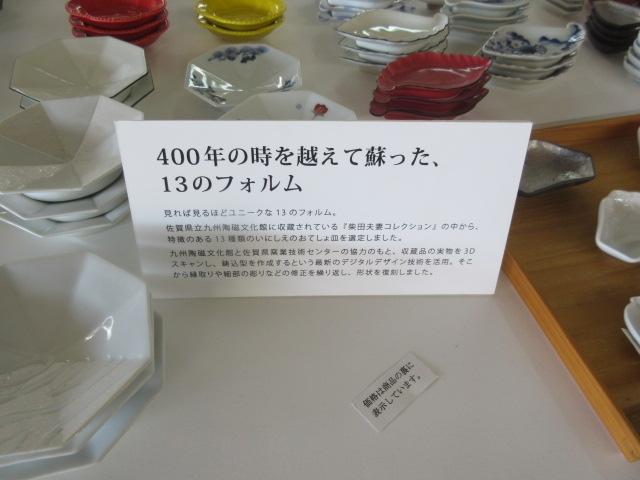 400年の時を越えて蘇った、
13のフォルム
見れば見るほどユニークな13のフォルム。
佐賀県立九州陶磁文化館に収蔵されている『柴田夫妻コレクション』の中から、
特徴のある13種類のいにしえのおてしょ皿を選定しました。
九州陶磁文化館と佐賀県窯業技術センターの協力のもと、収蔵品の実物を3D
スキャンし、鋳込型を作成するという最新のデジタルデザイン技術を活用。そこ
から縁取りや細部の彫りなどの修正を繰り返し、形状を復刻しました。
価格は商品の裏に
表示しています。